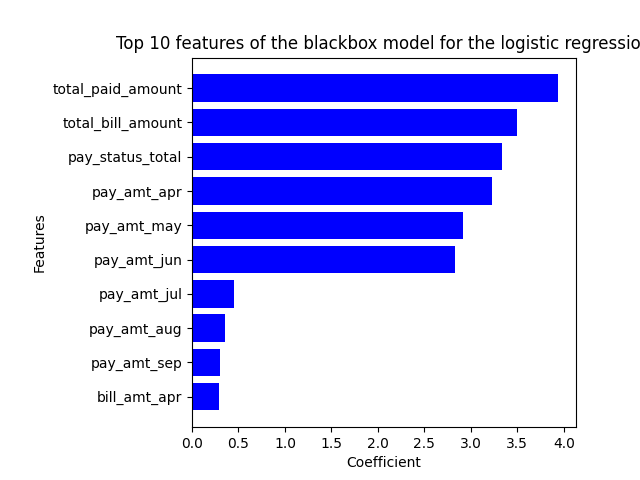 Top 10 features of the blackbox model for the logistic regressio
total_paid_amount
total_bill_amount
pay_status_total
pay_amt_apr
pay_amt_may
pay_amt_jun
pay_amt_jul
pay_amt_aug
pay_amt_sep
bill_amt_apr
Features
0.0 0.5 1.0 1.5 2.0 2.5 3.0 3.5 4.0
Coefficient